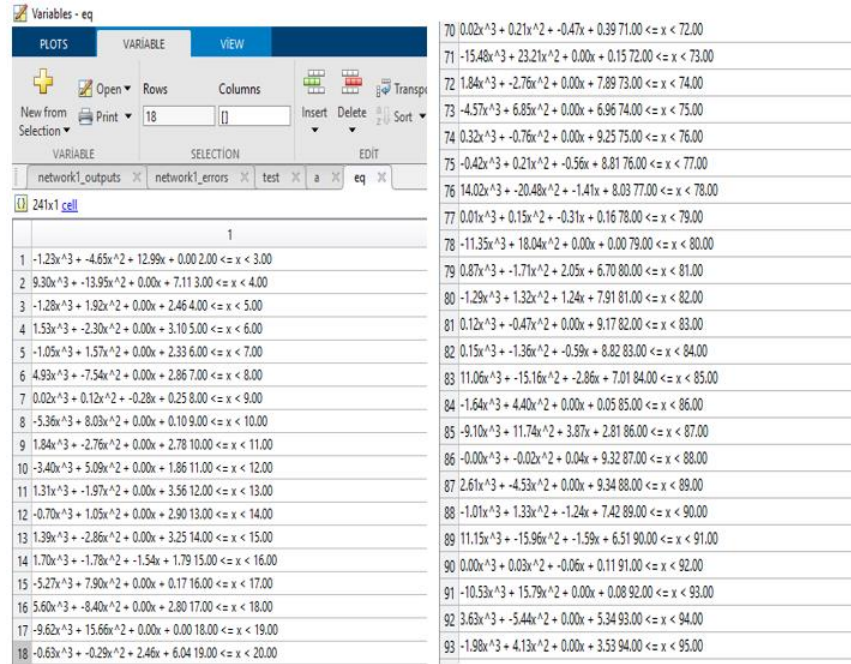 Variables - eq
PLOTS VARIABLE VİEW
New from Selection
Open
Print
Rows
18
Columns
[]
Insert
Delete
Sort
VARIABLE SELECTİON EDİT
network1_outputs network1_errors test a eq
241x1 cell
1
1 -1.23x^3 + -4.65x^2 + 12.99x + 0.00 2.00 <= x < 3.00
2 9.30x^3 + -13.95x^2 + 0.00x + 7.11 3.00 <= x < 4.00
3 -1.28x^3 + 1.92x^2 + 0.00x + 2.46 4.00 <= x < 5.00
4 1.53x^3 + -2.30x^2 + 0.00x + 3.10 5.00 <= x < 6.00
5 -1.05x^3 + 1.57x^2 + 0.00x + 2.33 6.00 <= x < 7.00
6 4.93x^3 + -7.54x^2 + 0.00x + 2.86 7.00 <= x < 8.00
7 0.02x^3 + 0.12x^2 + -0.28x + 0.25 8.00 <= x < 9.00
8 -5.36x^3 + 8.03x^2 + 0.00x + 0.10 9.00 <= x < 10.00
9 1.84x^3 + -2.76x^2 + 0.00x + 2.78 10.00 <= x < 11.00
10 -3.40x^3 + 5.09x^2 + 0.00x + 1.86 11.00 <= x < 12.00
11 1.31x^3 + -1.97x^2 + 0.00x + 3.56 12.00 <= x < 13.00
12 -0.70x^3 + 1.05x^2 + 0.00x + 2.90 13.00 <= x < 14.00
13 1.39x^3 + -2.86x^2 + 0.00x + 3.25 14.00 <= x < 15.00
14 1.70x^3 + -1.78x^2 + -1.54x + 1.79 15.00 <= x < 16.00
15 -5.27x^3 + 7.90x^2 + 0.00x + 0.17 16.00 <= x < 17.00
16 5.60x^3 + -8.40x^2 + 0.00x + 2.80 17.00 <= x < 18.00
17 -9.62x^3 + 15.66x^2 + 0.00x + 0.00 18.00 <= x < 19.00
18 -0.63x^3 + -0.29x^2 + 2.46x + 6.04 19.00 <= x < 20.00
70 0.02x^3 + 0.21x^2 + -0.47x + 0.39 71.00 <= x < 72.00
71 -15.48x^3 + 23.21x^2 + 0.00x + 0.15 72.00 <= x < 73.00
72 1.84x^3 + -2.76x^2 + 0.00x + 7.89 73.00 <= x < 74.00
73 -4.57x^3 + 6.85x^2 + 0.00x + 6.96 74.00 <= x < 75.00
74 0.32x^3 + -0.76x^2 + 0.00x + 9.25 75.00 <= x < 76.00
75 -0.42x^3 + 0.21x^2 + -0.56x + 8.81 76.00 <= x < 77.00
76 14.02x^3 + -20.48x^2 + -1.41x + 8.03 77.00 <= x < 78.00
77 0.01x^3 + 0.15x^2 + -0.31x + 0.16 78.00 <= x < 79.00
78 -11.35x^3 + 18.04x^2 + 0.00x + 0.00 79.00 <= x < 80.00
79 0.87x^3 + -1.71x^2 + 2.05x + 6.70 80.00 <= x < 81.00
80 -1.29x^3 + 1.32x^2 + 1.24x + 7.91 81.00 <= x < 82.00
81 0.12x^3 + -0.47x^2 + 0.00x + 9.17 82.00 <= x < 83.00
82 0.15x^3 + -1.36x^2 + -0.59x + 8.82 83.00 <= x < 84.00
83 11.06x^3 + -15.16x^2 + -2.86x + 7.01 84.00 <= x < 85.00
84 -1.64x^3 + 4.40x^2 + 0.00x + 0.05 85.00 <= x < 86.00
85 -9.10x^3 + 11.74x^2 + 3.87x + 2.81 86.00 <= x < 87.00
86 -0.00x^3 + -0.02x^2 + 0.04x + 9.32 87.00 <= x < 88.00
87 2.61x^3 + -4.53x^2 + 0.00x + 9.34 88.00 <= x < 89.00
88 -1.01x^3 + 1.33x^2 + -1.24x + 7.42 89.00 <= x < 90.00
89 11.15x^3 + -15.96x^2 + -1.59x + 6.51 90.00 <= x < 91.00
90 0.00x^3 + 0.03x^2 + -0.06x + 0.11 91.00 <= x < 92.00
91 -10.53x^3 + 15.79x^2 + 0.00x + 0.08 92.00 <= x < 93.00
92 3.63x^3 + -5.44x^2 + 0.00x + 5.34 93.00 <= x < 94.00
93 -1.98x^3 + 4.13x^2 + 0.00x + 3.53 94.00 <= x < 95.00